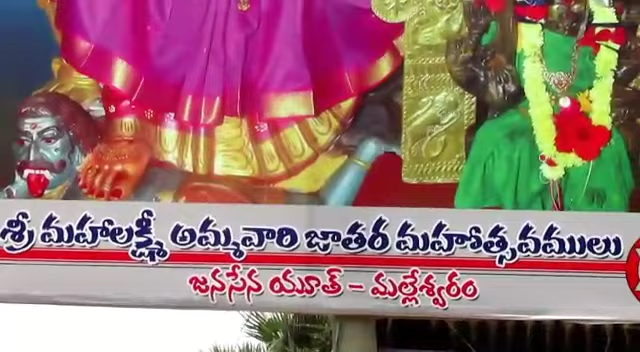 శ్రీ మహాలక్ష్మీ అమ్మవారి జాతర మహోత్సవములు
జనసేన యూత్ – మల్లేశ్వరం